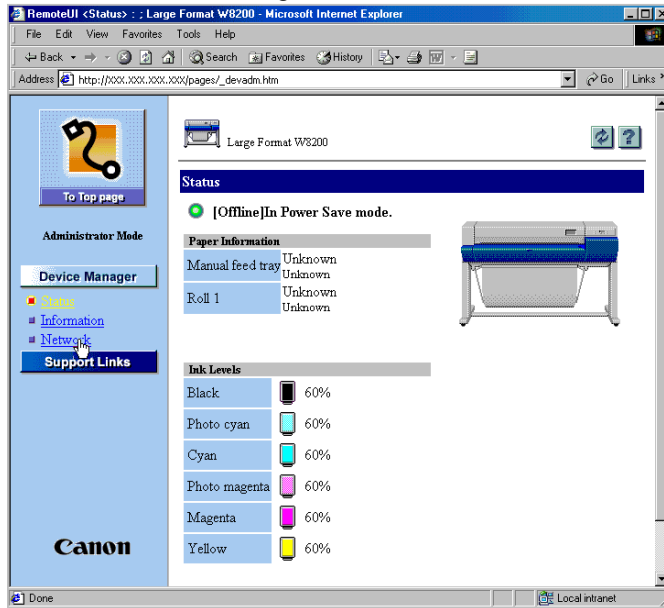 RemoteUI <Status> : ; Large Format W8200 - Microsoft Internet Explorer
File Edit View Favorites Tools Help
Back Search Favorites History
Address http://XXX.XXX.XXX.XXX/pages/_devadm.htm Go Links
Large Format W8200
To Top page
Status
[Offline]In Power Save mode.
Administrator Mode
Paper Information
Manual feed tray Unknown
Unknown
Device Manager
Roll 1 Unknown
Unknown
Status
Information
Network
Support Links
Ink Levels
Black 60%
Photo cyan 60%
Cyan 60%
Photo magenta 60%
Magenta 60%
Yellow 60%
Canon
Done Local intranet